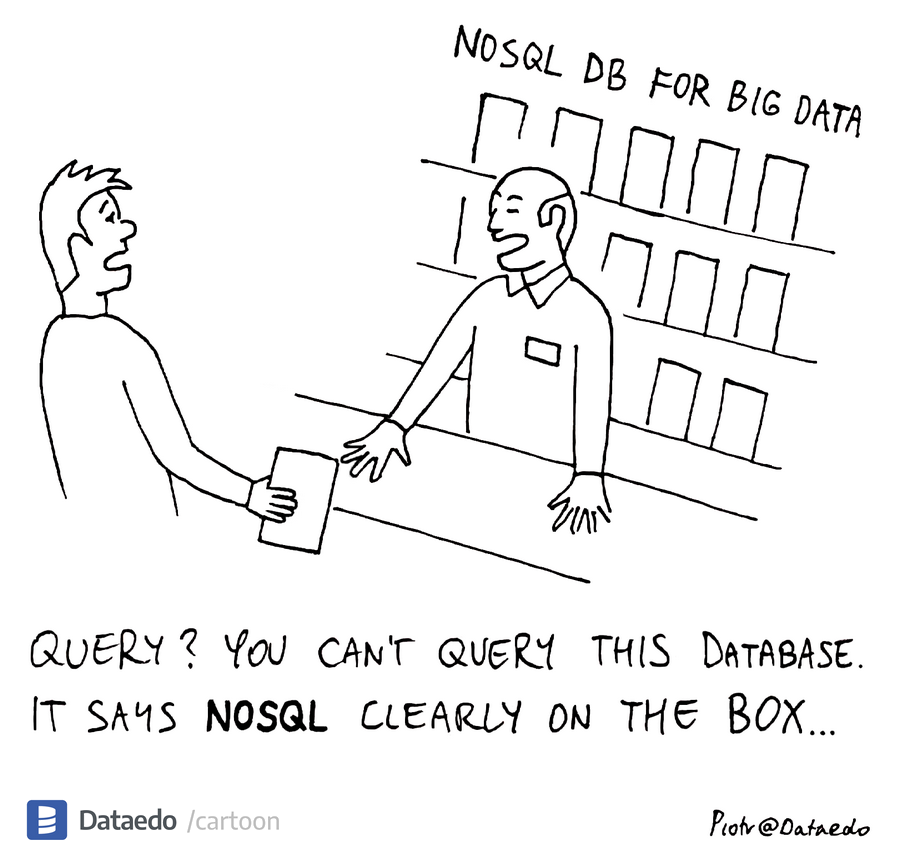 NOSQL DB FOR BIG DATA
QUERY? YOU CAN'T QUERY THIS DATABASE.
IT SAYS NOSQL CLEARLY ON THE BOX...
Dataedo /cartoon
Piotr@Dataedo